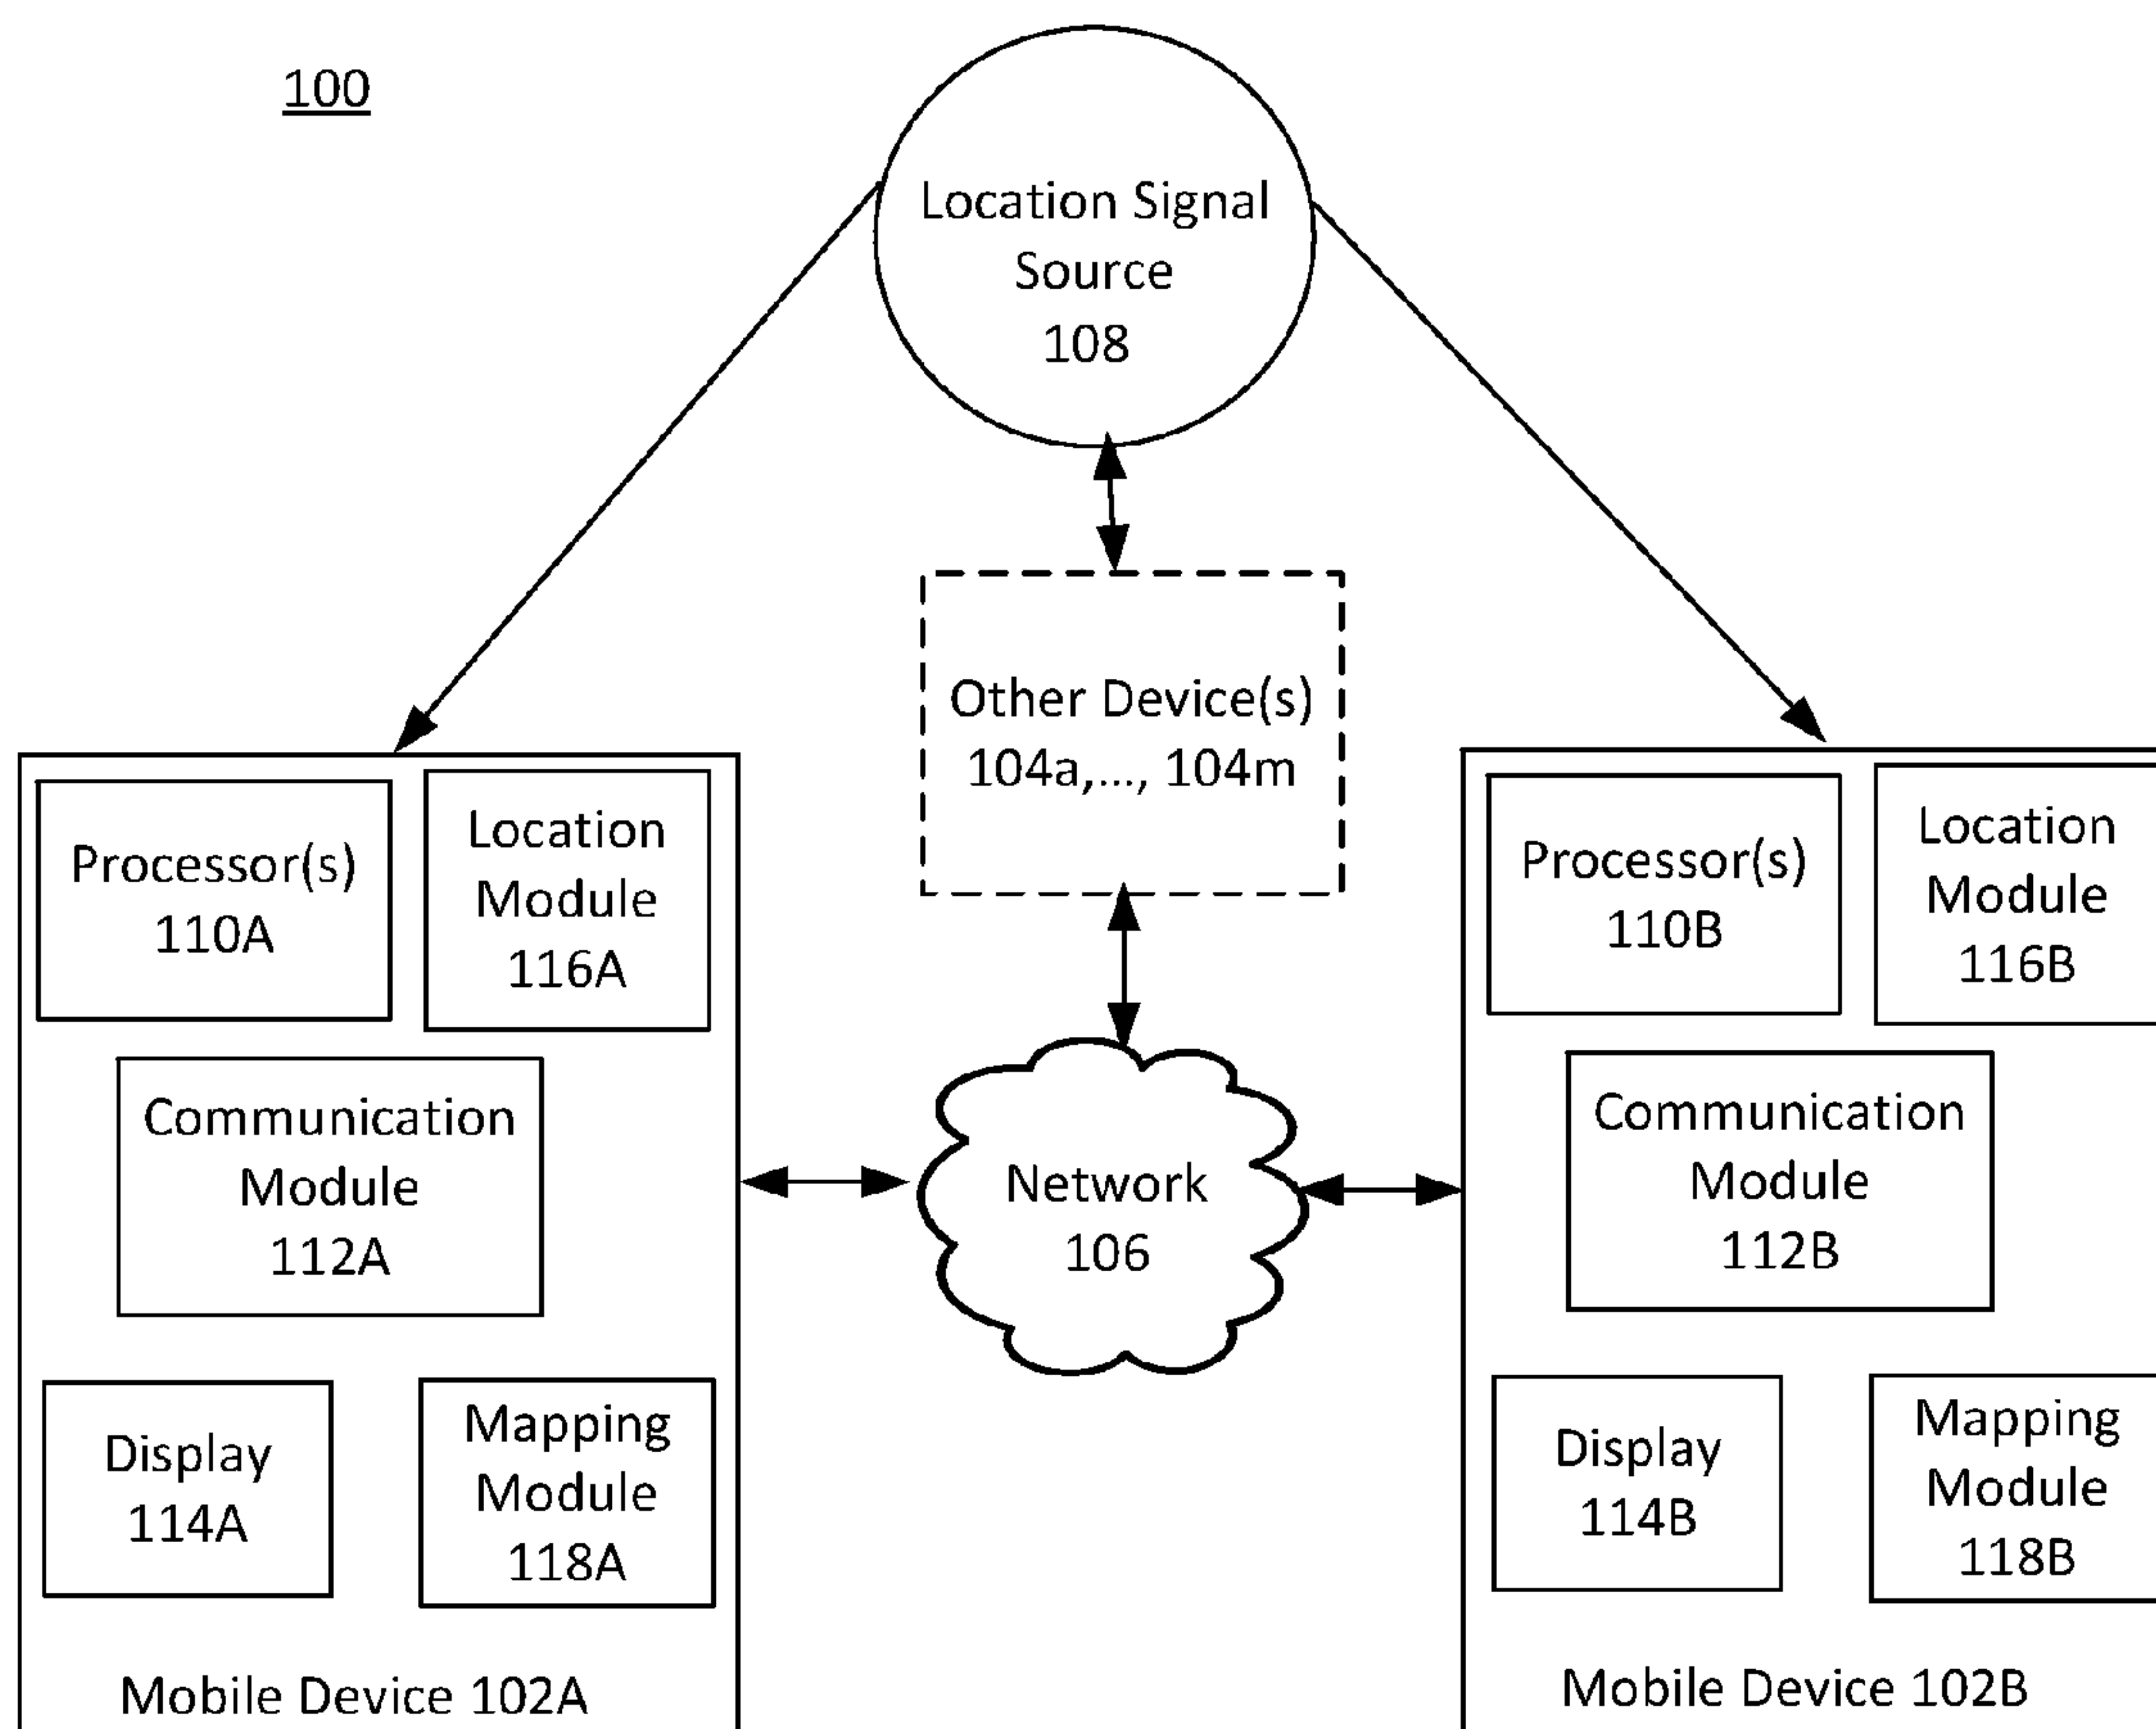 100
Location Signal
Source
108
Other Device(s)
104a,..., 104m
Processor(s)
110A
Location
Module
116A
Communication
Module
112A
Display
114A
Mapping
Module
118A
Mobile Device 102A
Network
106
Processor(s)
110B
Location
Module
116B
Communication
Module
112B
Display
114B
Mapping
Module
118B
Mobile Device 102B